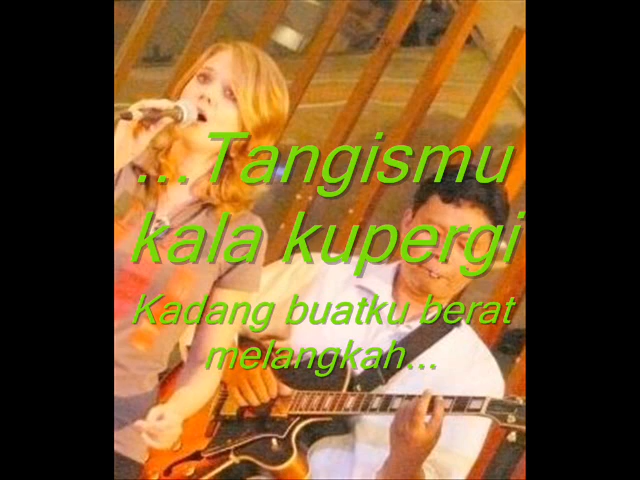 ...Tangismu
kala kupergi
Kadang buatku berat
melangkah...